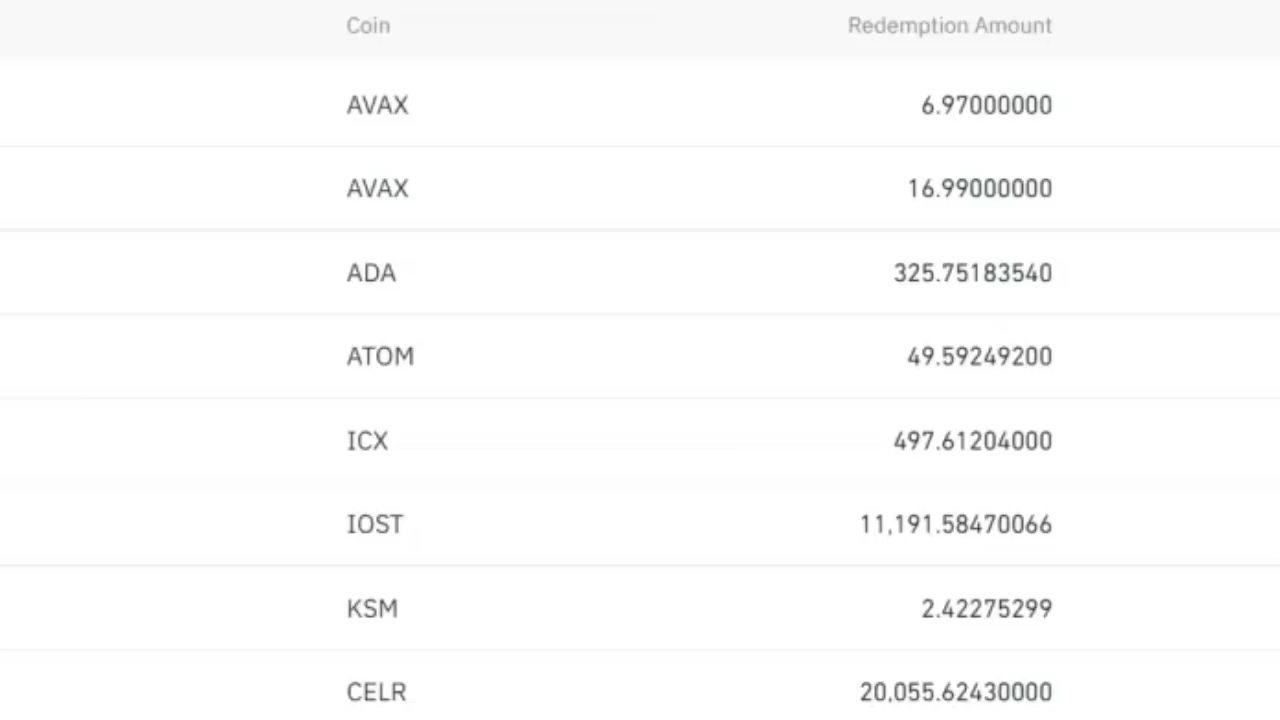 Coin Redemption Amount
AVAX 6.97000000
AVAX 16.99000000
ADA 325.75183540
ATOM 49.59249200
ICX 497.61204000
IOST 11,191.58470066
KSM 2.42275299
CELR 20,055.62430000